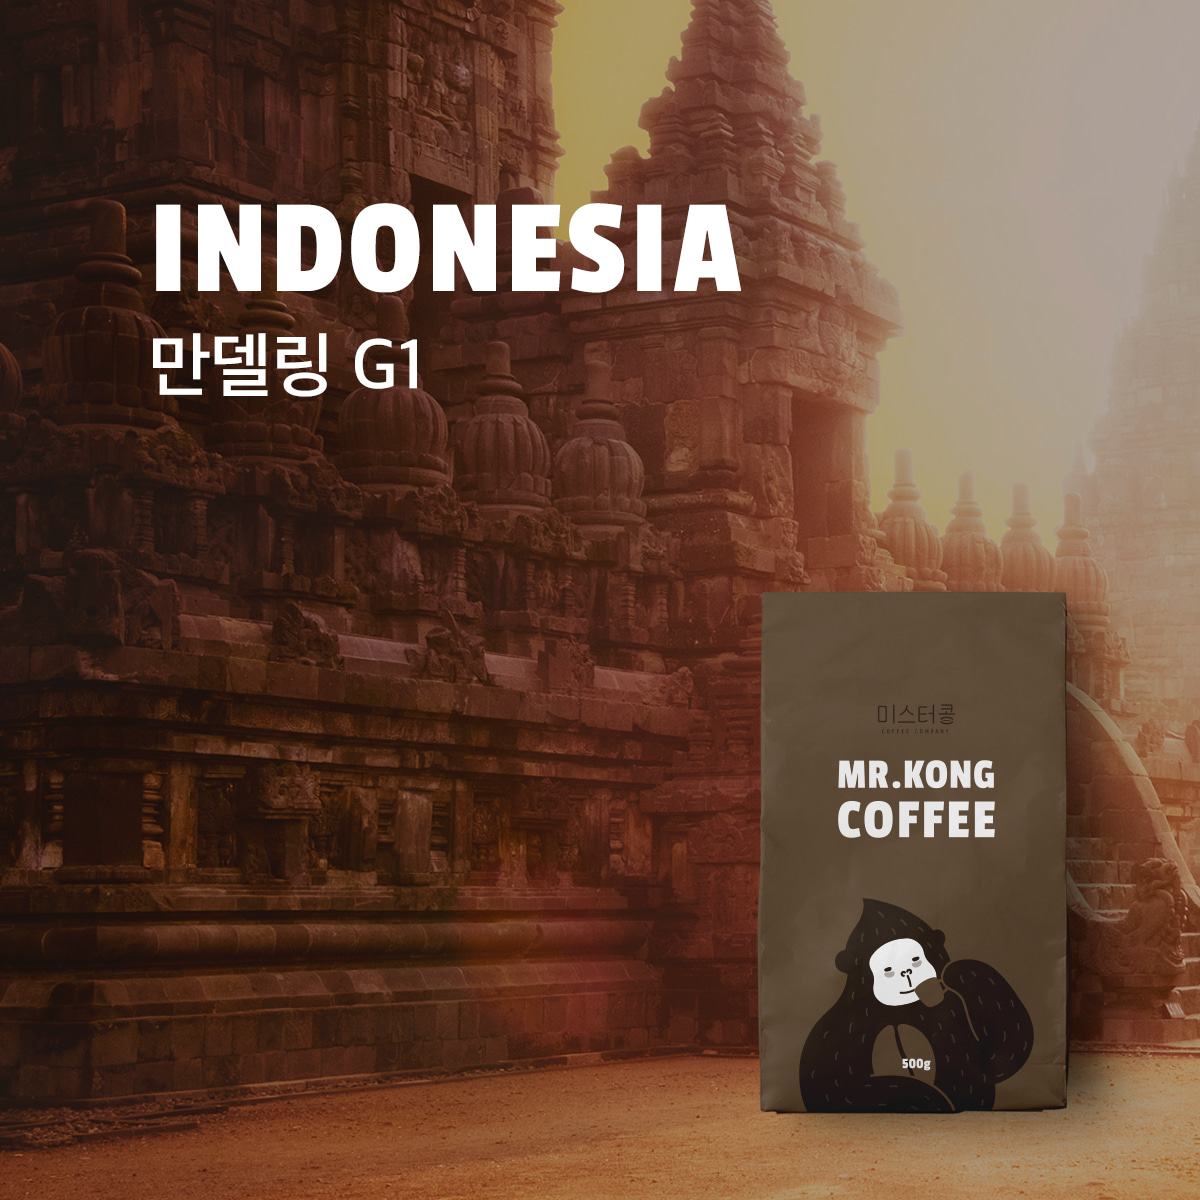 INDONESIA
만델링 G1
미스터콩
COFFEE COMPANY
MR.KONG
COFFEE
500g